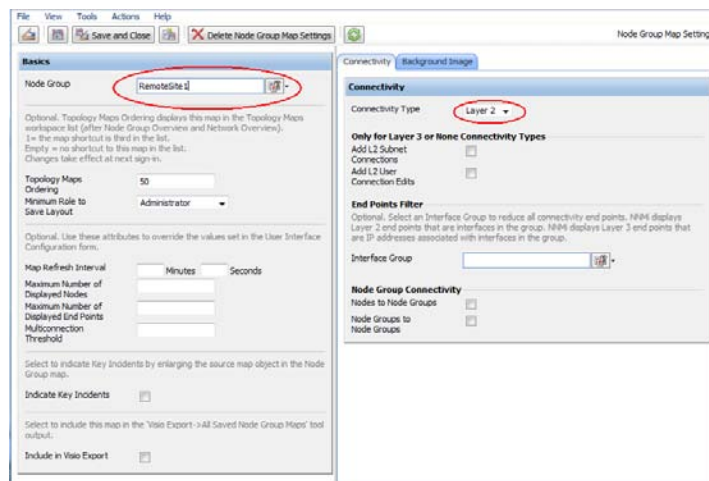 File View Tools Actions Help
Save and Close Delete Node Group Map Settings
Node Group Map Setting
Basics
Node Group RemoteSite1
Optional. Topology Maps Ordering displays this map in the Topology Maps
workspace list (after Node Group Overview and Network Overview).
1= the map shortcut is third in the list.
Empty = no shortcut to this map in the list.
Changes take effect at next sign-in.
Topology Maps
Ordering
50
Minimum Role to
Save Layout
Administrator
Optional. Use these attributes to override the values set in the User Interface
Configuration form.
Map Refresh Interval Minutes Seconds
Maximum Number of
Displayed Nodes
Maximum Number of
Displayed End Points
Multiconnection
Threshold
Select to indicate Key Incidents by enlarging the source map object in the Node
Group map.
Indicate Key Incidents
Select to include this map in the 'Visio Export->All Saved Node Group Maps' tool
output.
Include in Visio Export
Connectivity Background Image
Connectivity
Connectivity Type Layer 2
Only for Layer 3 or None Connectivity Types
Add L2 Subnet
Connections
Add L2 User
Connection Edits
End Points Filter
Optional. Select an Interface Group to reduce all connectivity end points. NNMi displays
Layer 2 end points that are interfaces in the group. NNMi displays Layer 3 end points that
are IP addresses associated with interfaces in the group.
Interface Group
Node Group Connectivity
Nodes to Node Groups
Node Groups to
Node Groups